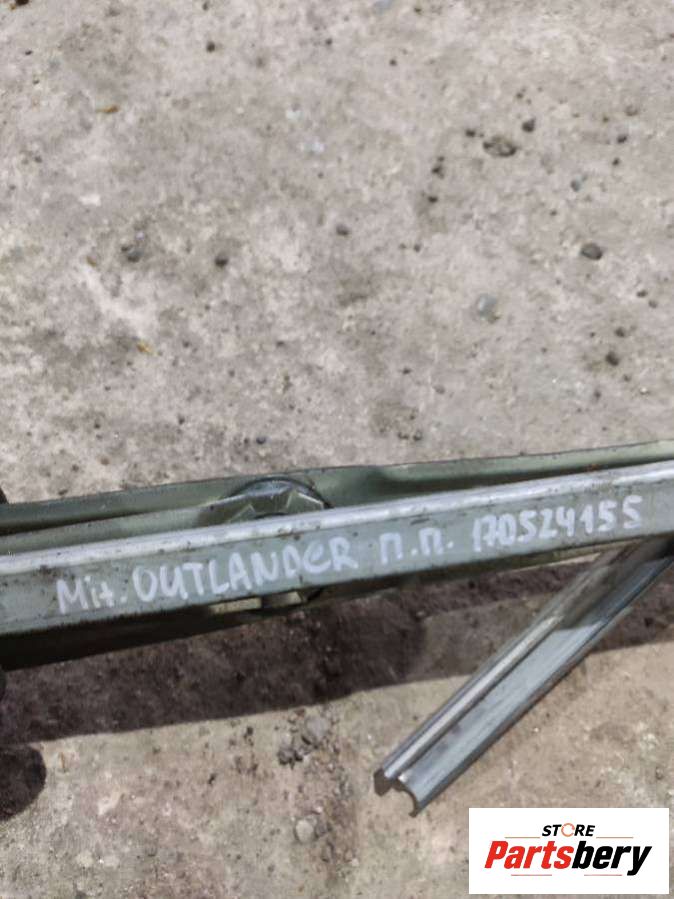 Mit. OUTLANDER П.П. 170524155
STORE
Partsbery